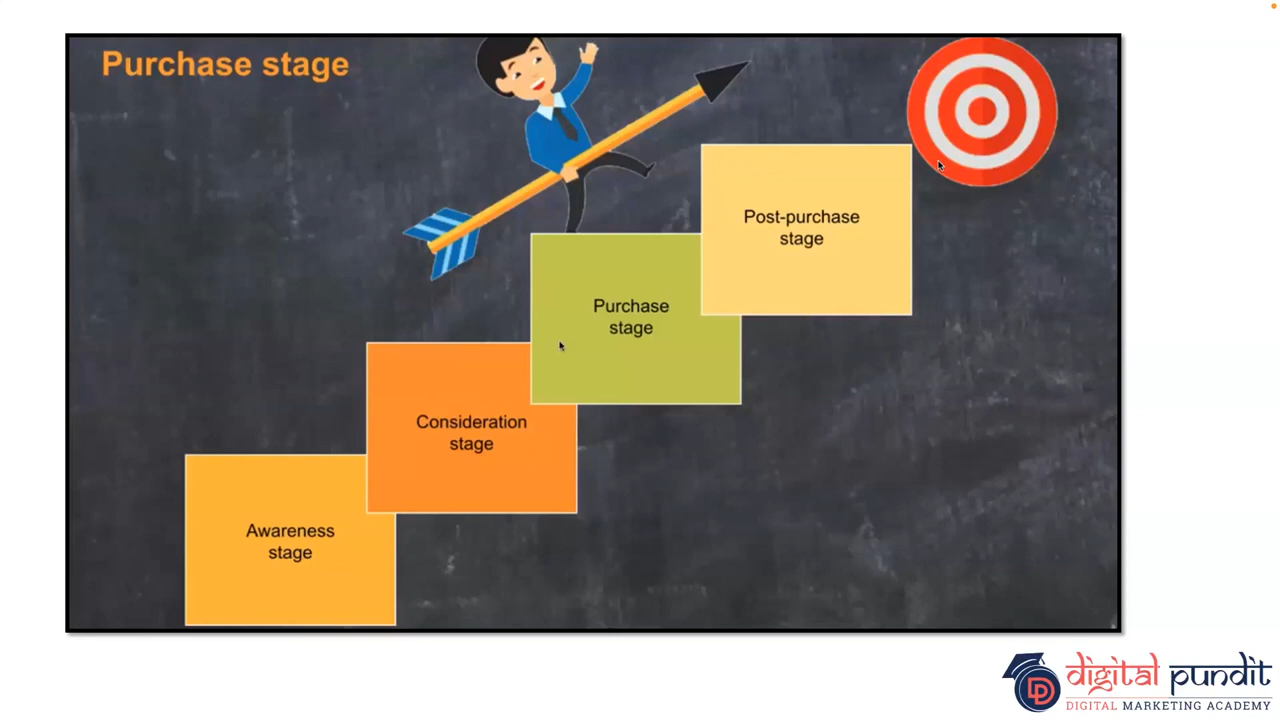 Purchase stage
Post-purchase
stage
Purchase
stage
Consideration
stage
Awareness
stage
digital pundit
DIGITAL MARKETING ACADEMY